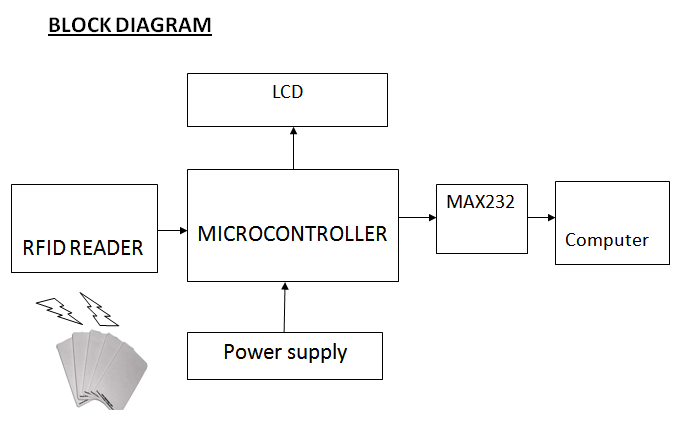 BLOCK DIAGRAM
LCD
RFID READER
MICROCONTROLLER
MAX232
Computer
Power supply